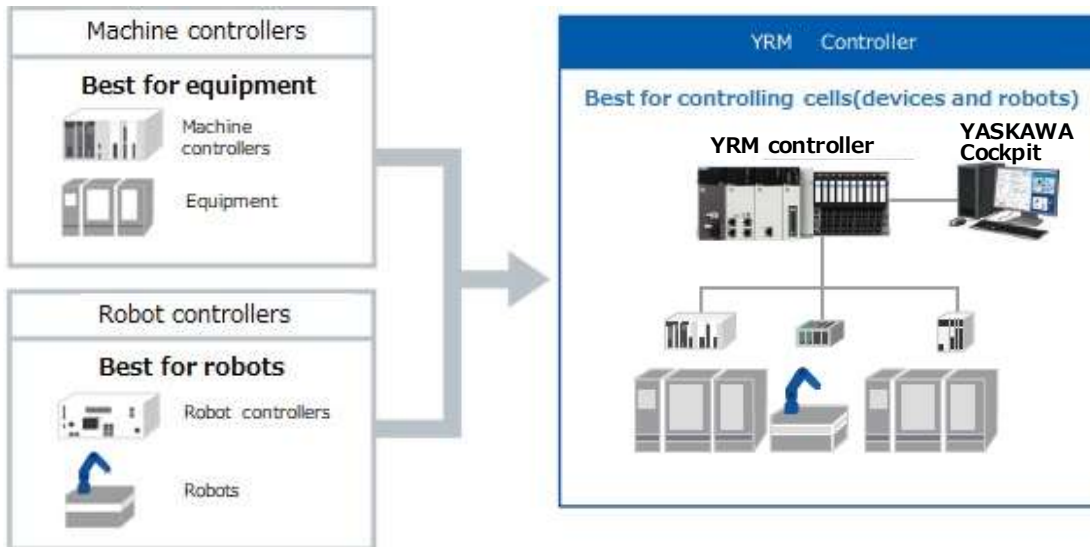 Machine controllers
Best for equipment
Machine
controllers
Equipment
Robot controllers
Best for robots
Robot controllers
Robots
YRM Controller
Best for controlling cells(devices and robots)
YRM controller
YASKAWA
Cockpit